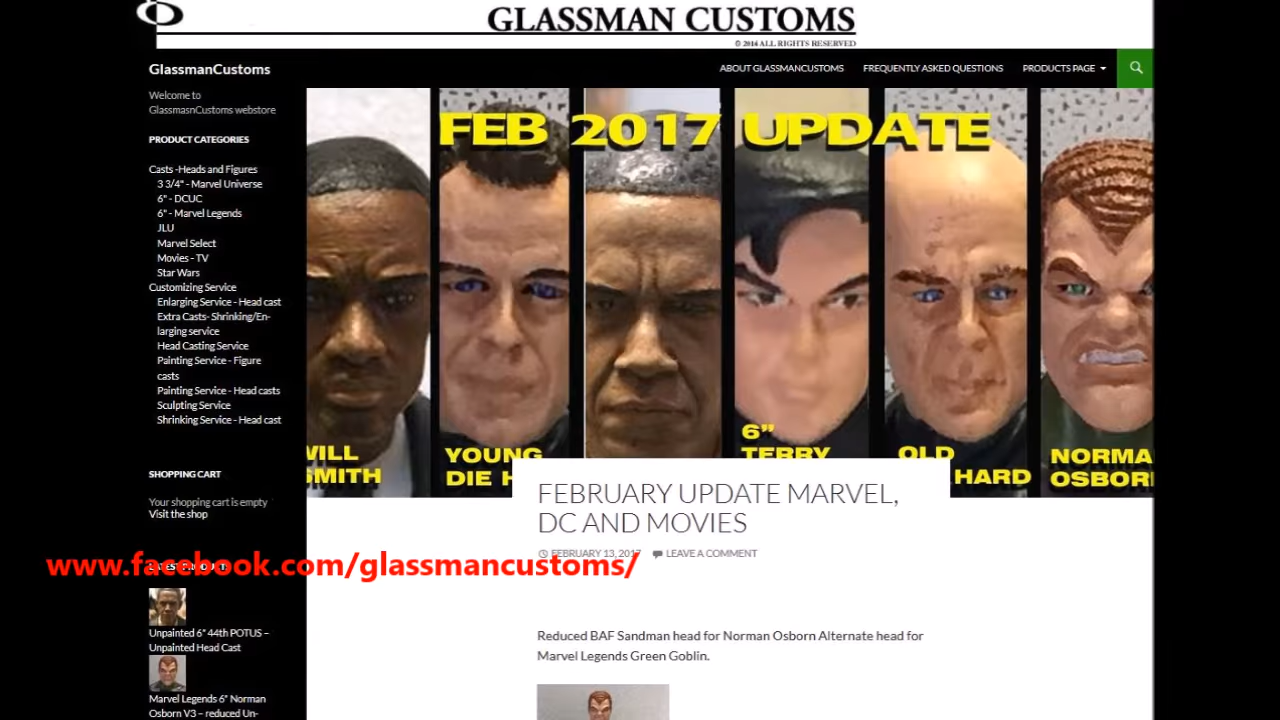 GLASSMAN CUSTOMS
© 2016 ALL RIGHTS RESERVED
GlassmanCustoms
ABOUT GLASSMANCUSTOMS
FREQUENTLY ASKED QUESTIONS
PRODUCTS PAGE
Welcome to
GlassmasnCustoms webstore
PRODUCT CATEGORIES
Casts -Heads and Figures
3 3/4" - Marvel Universe
6" - DCUC
6" - Marvel Legends
JLU
Marvel Select
Movies - TV
Star Wars
Customizing Service
Enlarging Service - Head cast
Extra Casts- Shrinking/En-
larging service
Head Casting Service
Painting Service - Figure
casts
Painting Service - Head casts
Sculpting Service
Shrinking Service - Head cast
SHOPPING CART
Your shopping cart is empty
Visit the shop
LATEST PRODUCTS
Unpainted 6" 44th POTUS –
Unpainted Head Cast
Marvel Legends 6" Norman
Osborn V3 – reduced Un-
FEB 2017 UPDATE
WILL
SMITH
YOUNG
DIE H
6"
TERRY
OLD
HARD
NORMA
OSBORN
FEBRUARY UPDATE MARVEL,
DC AND MOVIES
FEBRUARY 13, 2017
LEAVE A COMMENT
www.facebook.com/glassmancustoms/
Reduced BAF Sandman head for Norman Osborn Alternate head for
Marvel Legends Green Goblin.